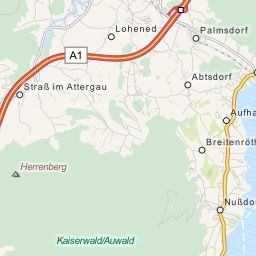 Lohened
Palmsdorf
A1
Abtsdorf
Straß im Attergau
Aufha
Breitenröth
Herrenberg
Nußdor
Kaiserwald/Auwald